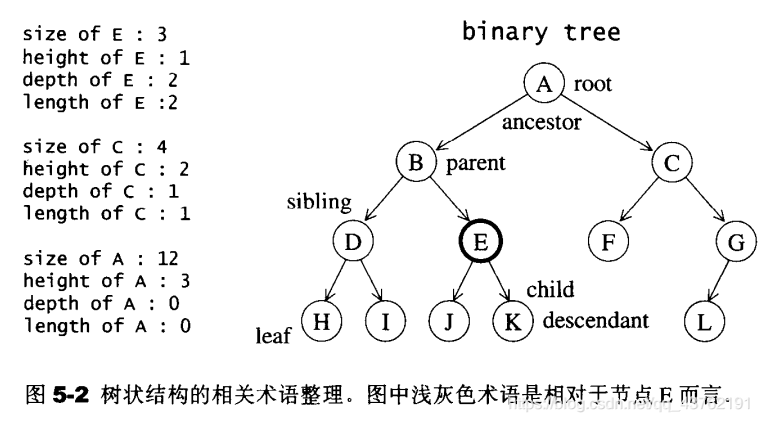 size of E : 3
height of E : 1
depth of E : 2
length of E :2
size of C : 4
height of C : 2
depth of C : 1
length of C : 1
size of A : 12
height of A : 3
depth of A : 0
length of A : 0
binary tree
A root
ancestor
B parent C
sibling
D E F G
child
H I J K descendant L
leaf
图 5-2 树状结构的相关术语整理。图中浅灰色术语是相对于节点 E 而言。
https://blog.csdn.net/qq_43762191